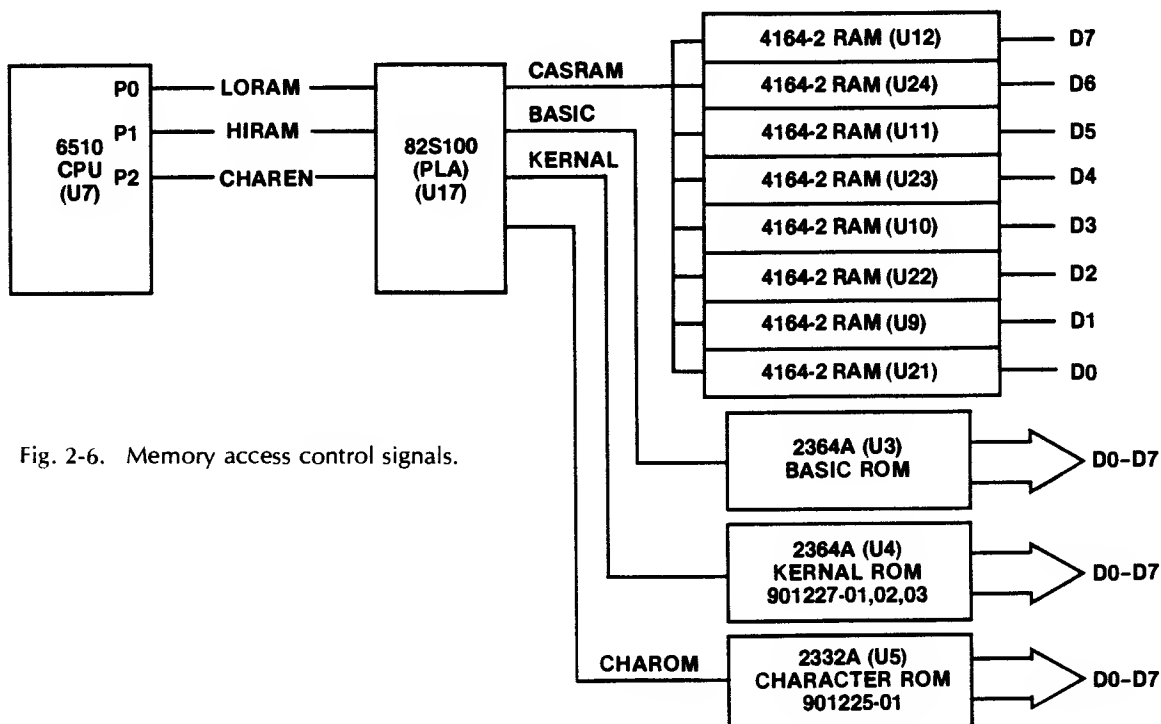 6510
CPU
(U7)
P0
P1
P2
LORAM
HIRAM
CHAREN
82S100
(PLA)
(U17)
CASRAM
BASIC
KERNAL
CHAROM
4164-2 RAM (U12)
D7
4164-2 RAM (U24)
D6
4164-2 RAM (U11)
D5
4164-2 RAM (U23)
D4
4164-2 RAM (U10)
D3
4164-2 RAM (U22)
D2
4164-2 RAM (U9)
D1
4164-2 RAM (U21)
D0
2364A (U3)
BASIC ROM
D0-D7
2364A (U4)
KERNAL ROM
901227-01,02,03
D0-D7
2332A (U5)
CHARACTER ROM
901225-01
D0-D7
Fig. 2-6. Memory access control signals.